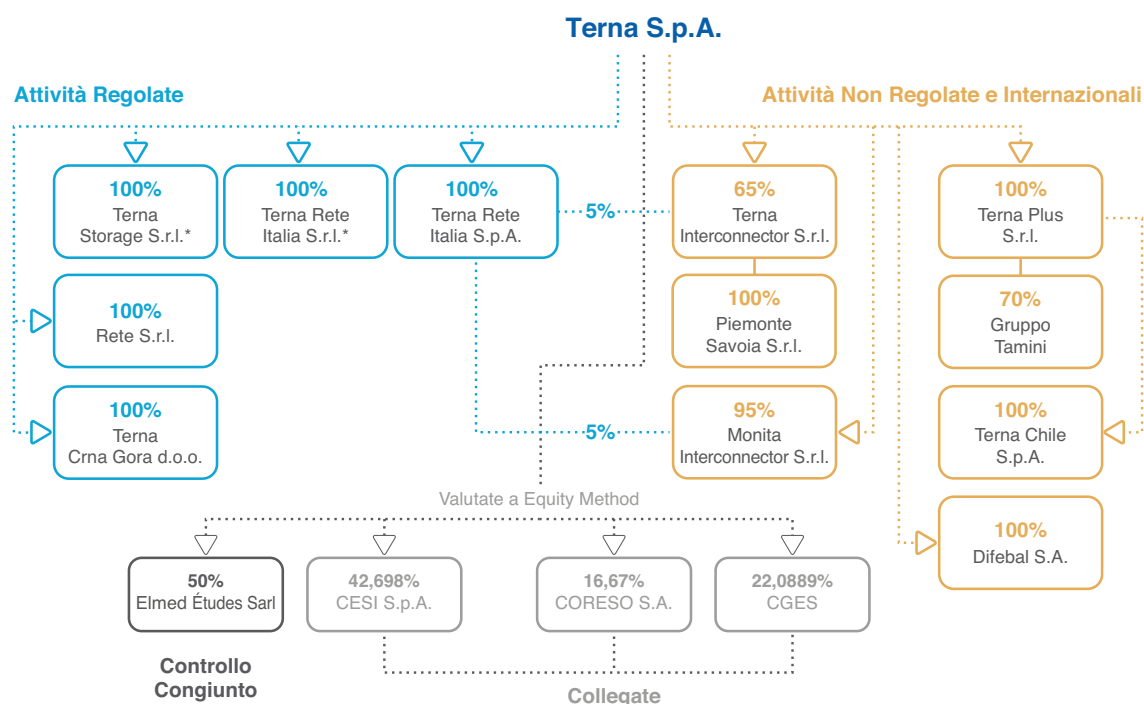 Terna S.p.A.
Attività Regolate
Attività Non Regolate e Internazionali
100%
Terna
Storage S.r.l.*
100%
Terna Rete
Italia S.r.l.*
100%
Terna Rete
Italia S.p.A.
5%
65%
Terna
Interconnector S.r.l.
100%
Terna Plus
S.r.l.
100%
Rete S.r.l.
100%
Piemonte
Savoia S.r.l.
70%
Gruppo
Tamini
100%
Terna
Crna Gora d.o.o.
5%
95%
Monita
Interconnector S.r.l.
100%
Terna Chile
S.p.A.
Valutate a Equity Method
100%
Difebal S.A.
50%
Elmed Études Sarl
42,698%
CESI S.p.A.
16,67%
CORESO S.A.
22,0889%
CGES
Controllo
Congiunto
Collegate